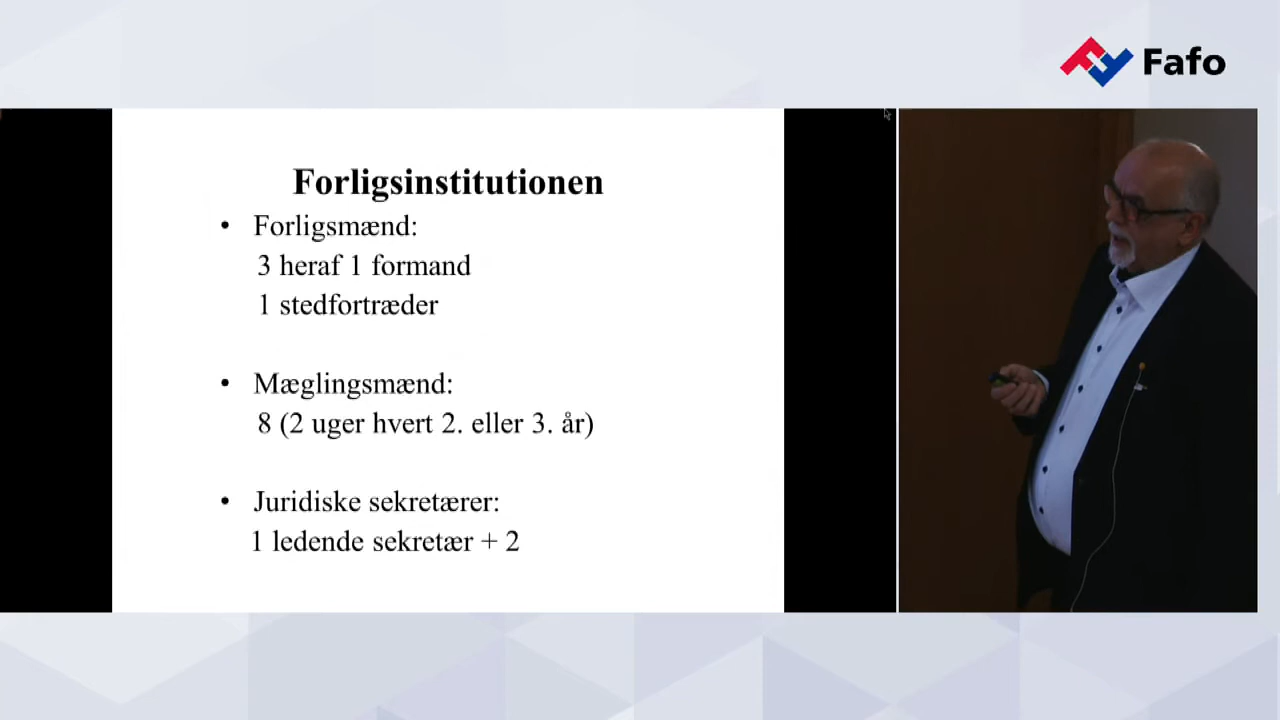 Fafo
Forligsinstitutionen
• Forligsmænd:
3 heraf 1 formand
1 stedfortræder
• Mæglingsmænd:
8 (2 uger hvert 2. eller 3. år)
• Juridiske sekretærer:
1 ledende sekretær + 2